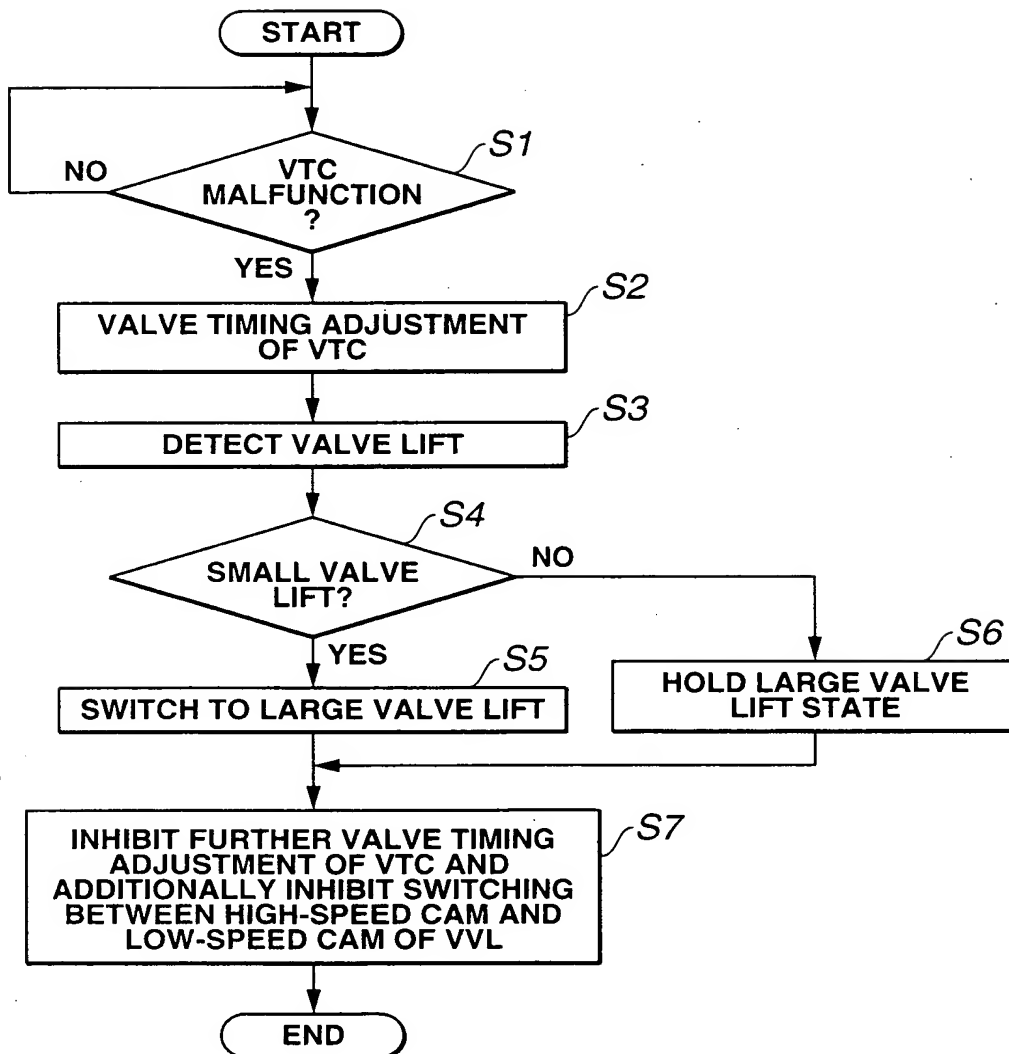 START
S1
NO
VTC
MALFUNCTION
?
YES
S2
VALVE TIMING ADJUSTMENT
OF VTC
S3
DETECT VALVE LIFT
S4
NO
SMALL VALVE
LIFT?
YES
S5
SWITCH TO LARGE VALVE LIFT
S6
HOLD LARGE VALVE
LIFT STATE
S7
INHIBIT FURTHER VALVE TIMING
ADJUSTMENT OF VTC AND
ADDITIONALLY INHIBIT SWITCHING
BETWEEN HIGH-SPEED CAM AND
LOW-SPEED CAM OF VVL
END